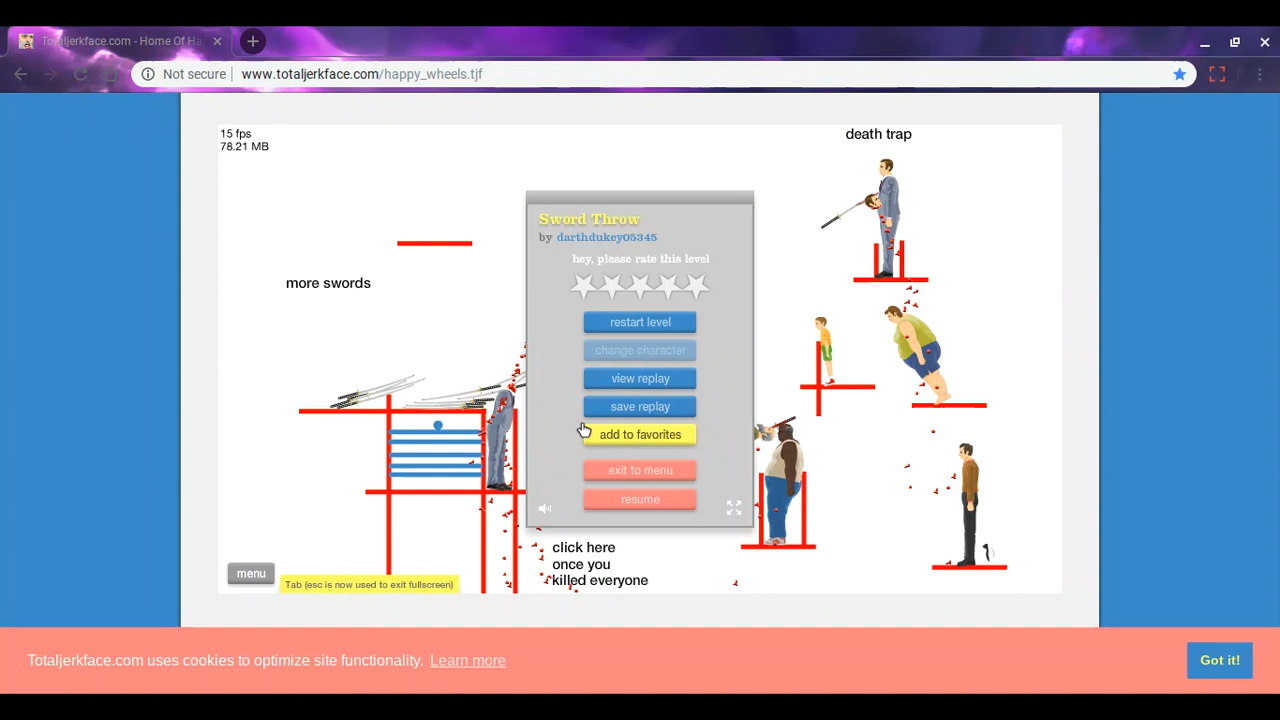 Totaljerkface.com - Home Of Ha
Not secure
www.totaljerkface.com/happy_wheels.tjf
15 fps
78.21 MB
death trap
more swords
Sword Throw
by darthdukey05345
hey, please rate this level
restart level
change character
view replay
save replay
add to favorites
exit to menu
resume
click here
once you
killed everyone
menu
Tab (esc is now used to exit fullscreen)
Totaljerkface.com uses cookies to optimize site functionality. Learn more
Got it!